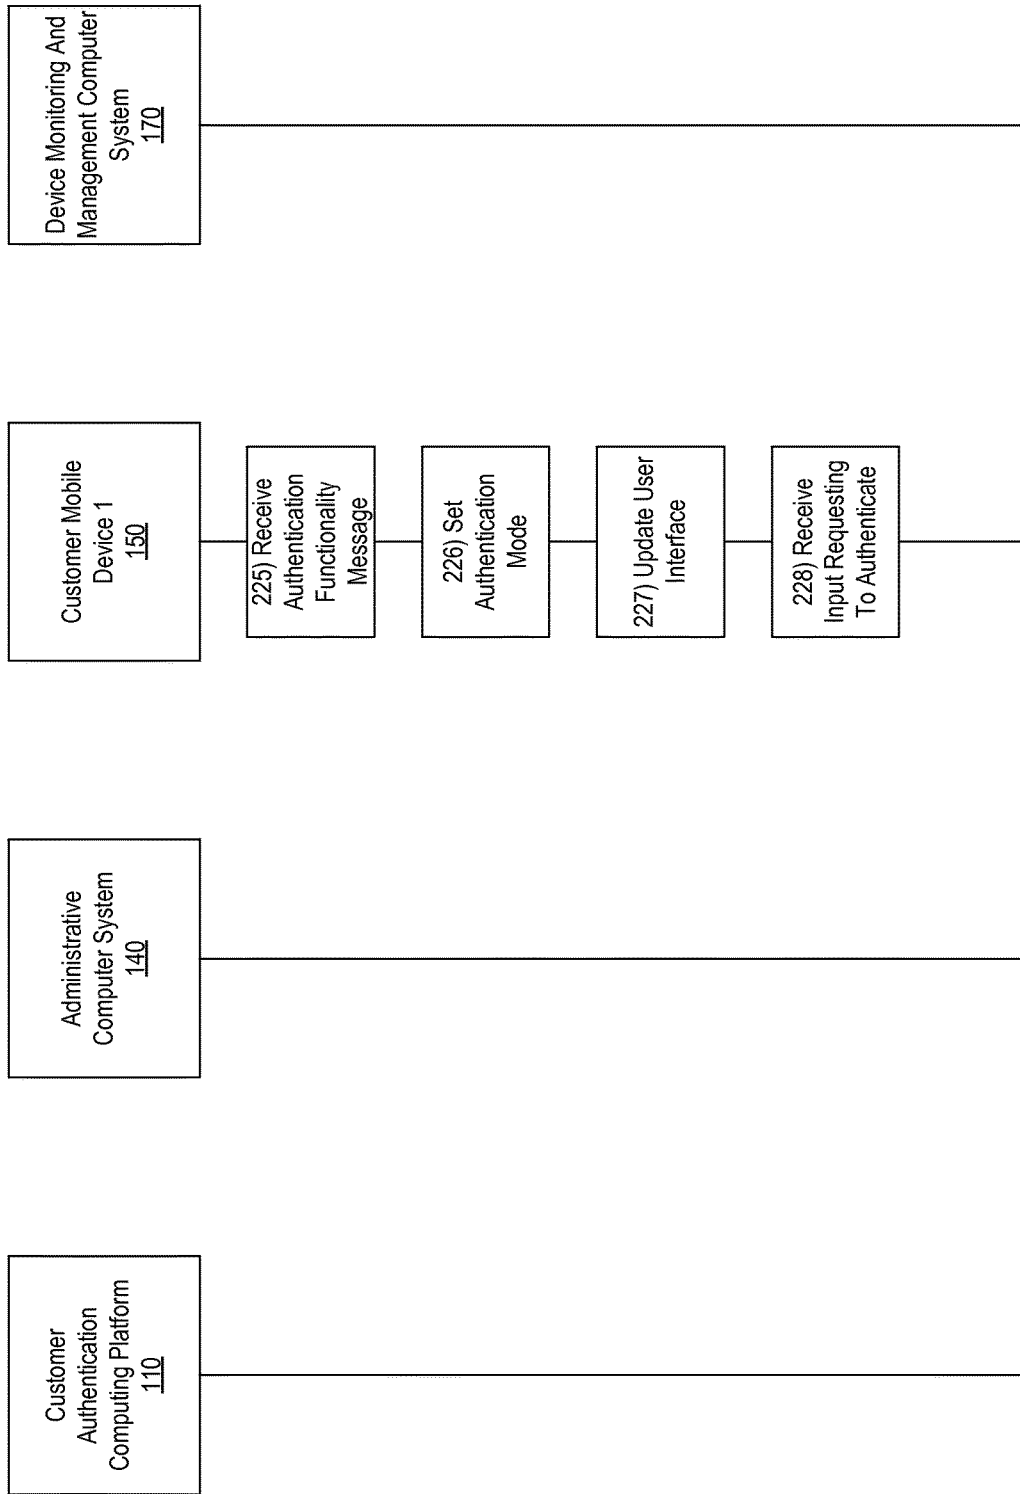 Customer
Authentication
Computing Platform
110
Administrative
Computer System
140
Customer Mobile
Device 1
150
Device Monitoring And
Management Computer
System
170
225) Receive
Authentication
Functionality
Message
226) Set
Authentication
Mode
227) Update User
Interface
228) Receive
Input Requesting
To Authenticate